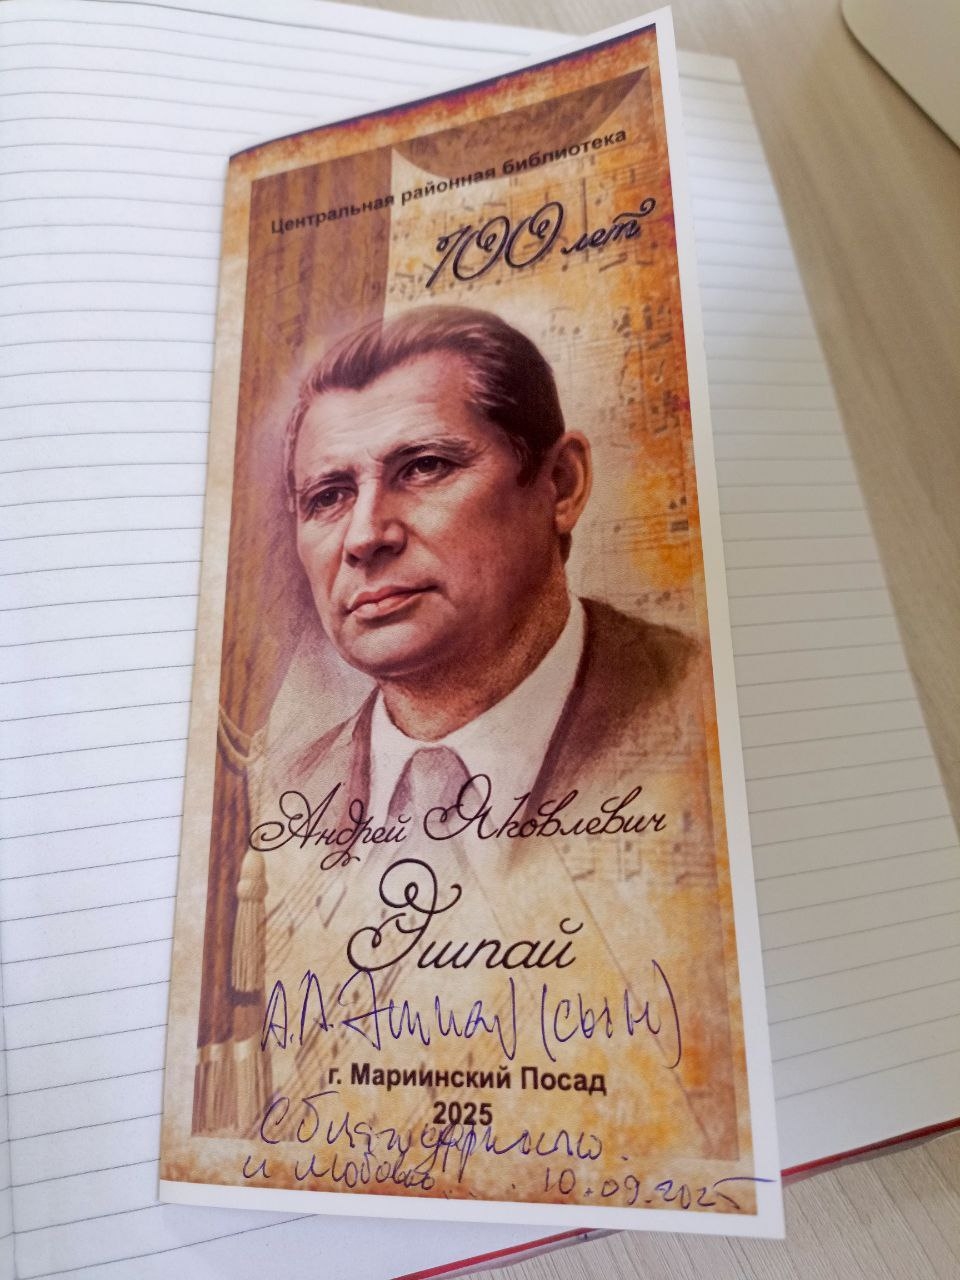 Центральная районная библиотека
100 лет
Андрей Яковлевич
Эшпай
А.А. Эшпай (сын)
г. Мариинский Посад
2025
С благодарностью
и любовью... 10.09.2025